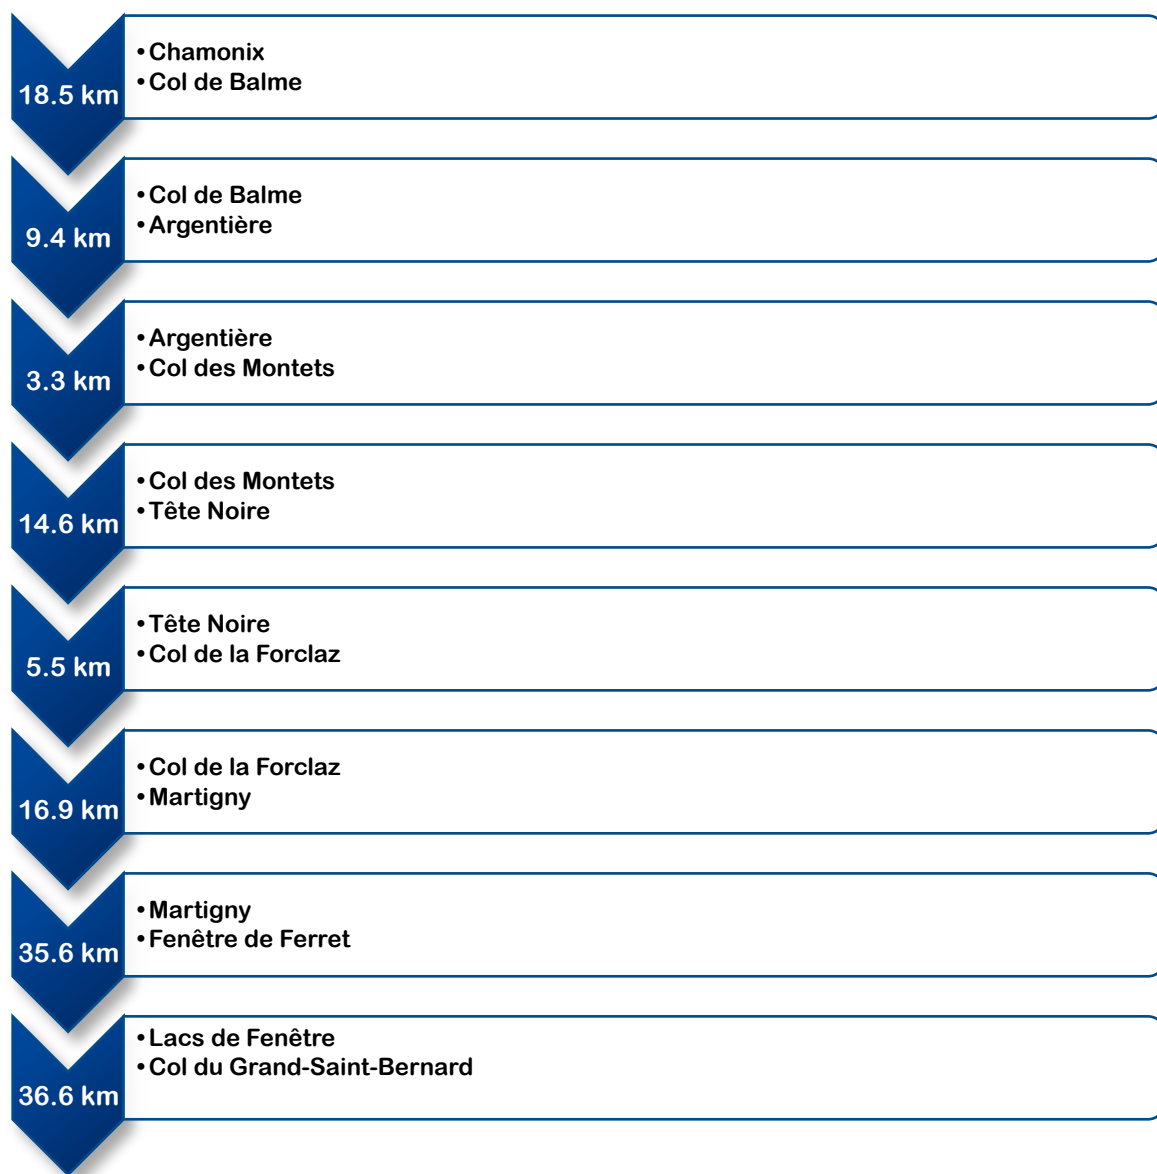 18.5 km
•Chamonix
•Col de Balme
9.4 km
•Col de Balme
•Argentière
3.3 km
•Argentière
•Col des Montets
14.6 km
•Col des Montets
•Tête Noire
5.5 km
•Tête Noire
•Col de la Forclaz
16.9 km
•Col de la Forclaz
•Martigny
35.6 km
•Martigny
•Fenêtre de Ferret
36.6 km
•Lacs de Fenêtre
•Col du Grand-Saint-Bernard